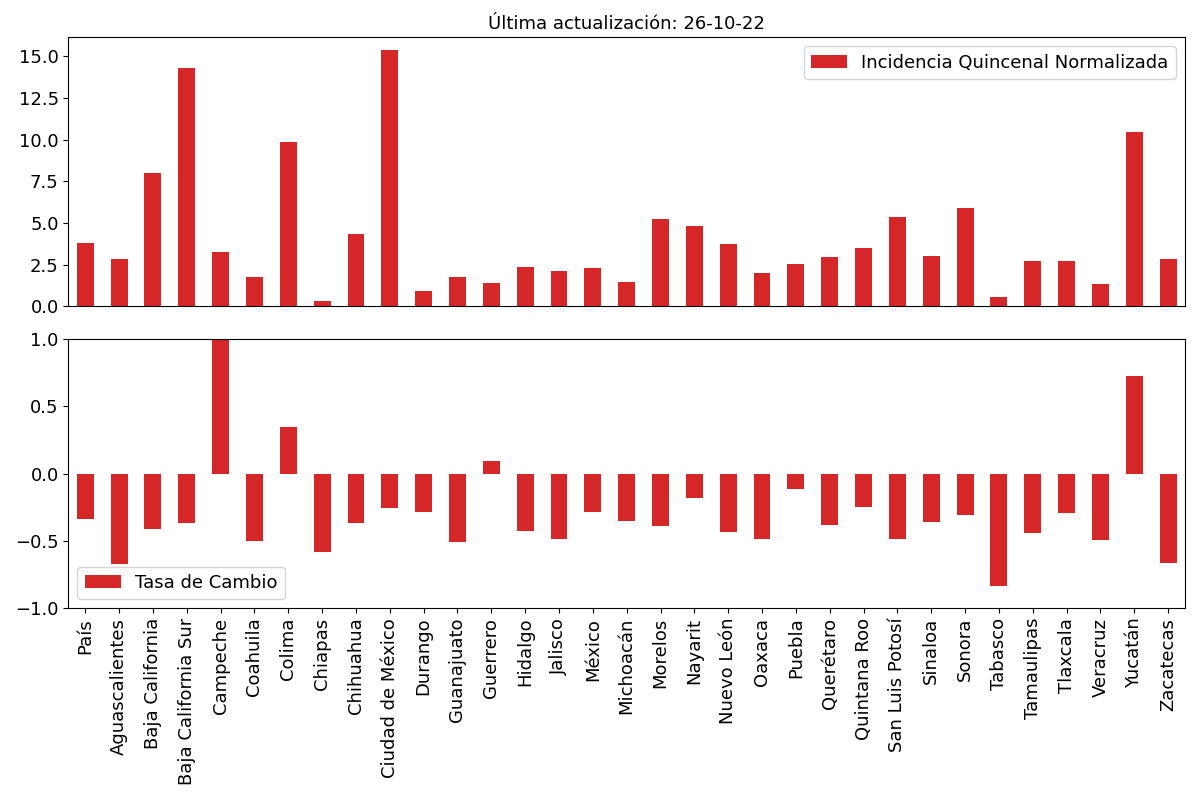 Última actualización: 26-10-22
15.0
12.5
10.0
7.5
5.0
2.5
0.0
Incidencia Quincenal Normalizada
1.0
0.5
0.0
−0.5
−1.0
Tasa de Cambio
País
Aguascalientes
Baja California
Baja California Sur
Campeche
Coahuila
Colima
Chiapas
Chihuahua
Ciudad de México
Durango
Guanajuato
Guerrero
Hidalgo
Jalisco
México
Michoacán
Morelos
Nayarit
Nuevo León
Oaxaca
Puebla
Querétaro
Quintana Roo
San Luis Potosí
Sinaloa
Sonora
Tabasco
Tamaulipas
Tlaxcala
Veracruz
Yucatán
Zacatecas